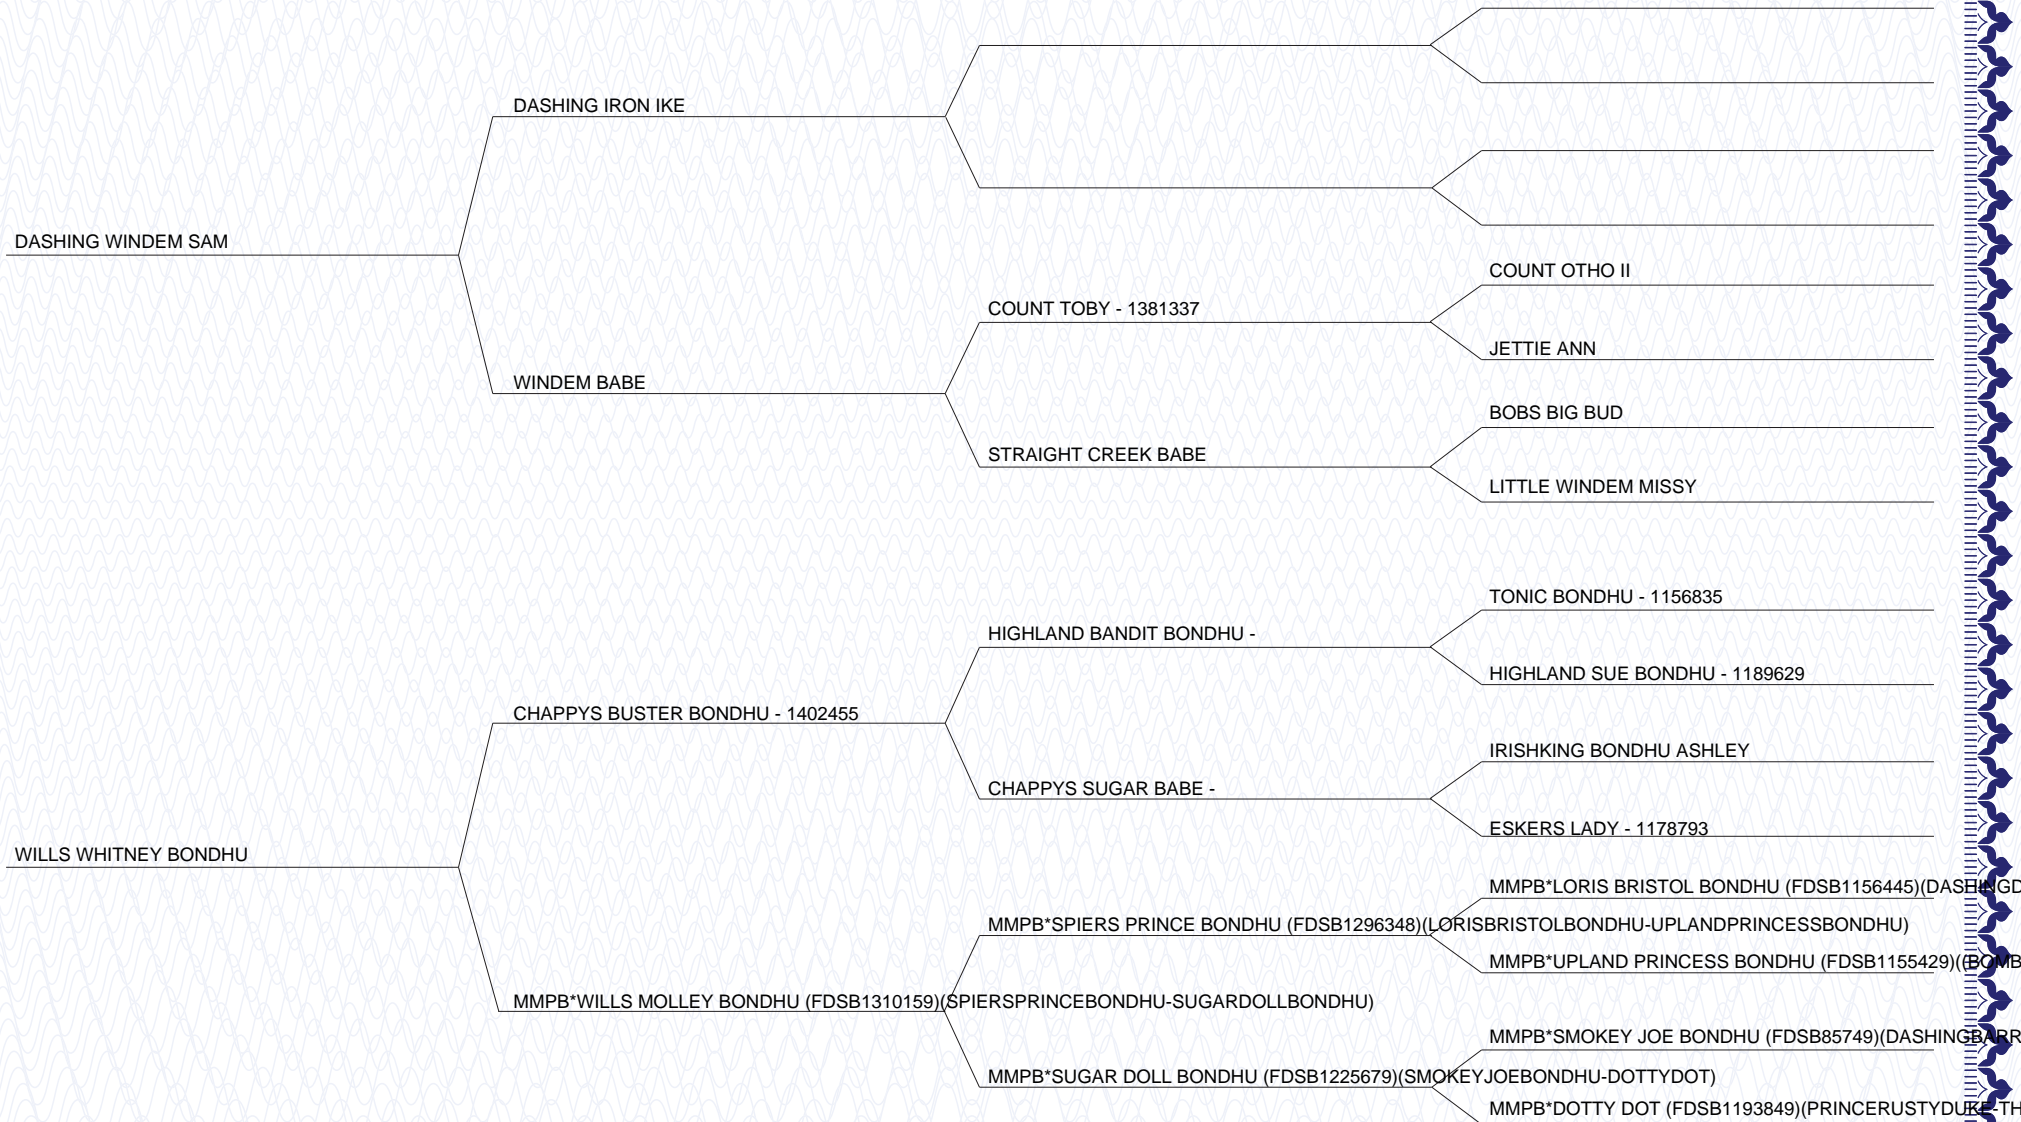 DASHING IRON IKE
DASHING WINDEM SAM
COUNT OTHO II
COUNT TOBY - 1381337
JETTIE ANN
WINDEM BABE
BOBS BIG BUD
STRAIGHT CREEK BABE
LITTLE WINDEM MISSY
TONIC BONDHU - 1156835
HIGHLAND BANDIT BONDHU -
HIGHLAND SUE BONDHU - 1189629
CHAPPYS BUSTER BONDHU - 1402455
IRISHKING BONDHU ASHLEY
CHAPPYS SUGAR BABE -
ESKERS LADY - 1178793
WILLS WHITNEY BONDHU
MMPB*LORIS BRISTOL BONDHU (FDSB1156445)(DASHINGD
MMPB*SPIERS PRINCE BONDHU (FDSB1296348)(LORISBRISTOLBONDHU-UPLANDPRINCESSBONDHU)
MMPB*UPLAND PRINCESS BONDHU (FDSB1155429)((BOMB
MMPB*WILLS MOLLEY BONDHU (FDSB1310159)(SPIERSPRINCEBONDHU-SUGARDOLLBONDHU)
MMPB*SMOKEY JOE BONDHU (FDSB85749)(DASHINGBARR
MMPB*SUGAR DOLL BONDHU (FDSB1225679)(SMOKEYJOEBONDHU-DOTTYDOT)
MMPB*DOTTY DOT (FDSB1193849)(PRINCERUSTYDUKE-TH